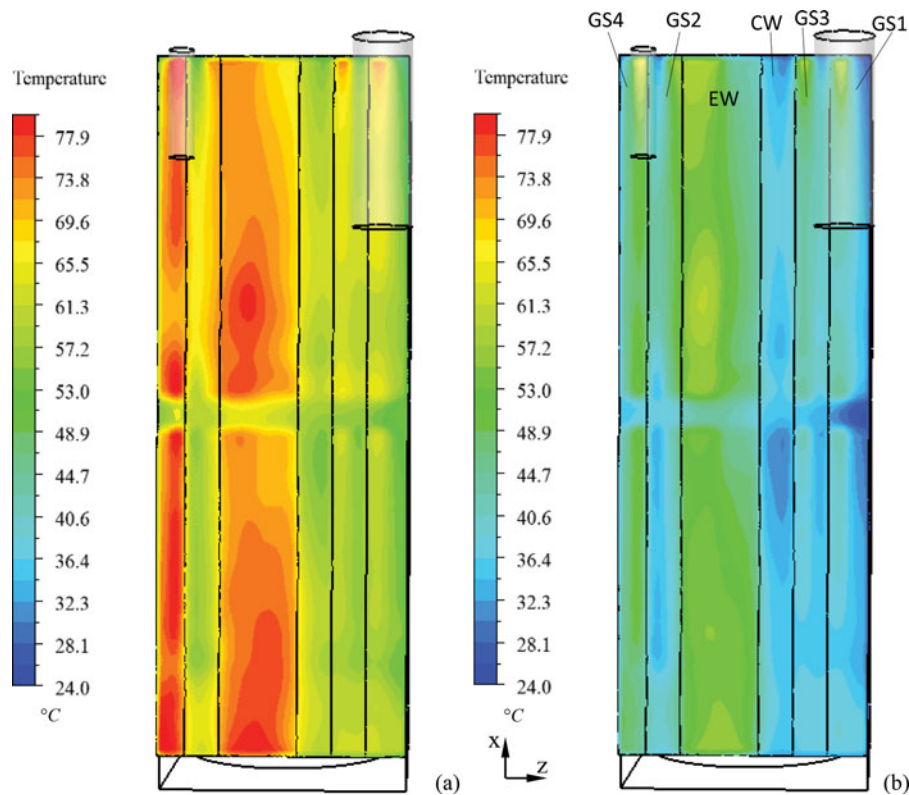 GS4 GS2 CW GS3 GS1
EW
Temperature
77.9
73.8
69.6
65.5
61.3
57.2
53.0
48.9
44.7
40.6
36.4
32.3
28.1
24.0
°C
Temperature
77.9
73.8
69.6
65.5
61.3
57.2
53.0
48.9
44.7
40.6
36.4
32.3
28.1
24.0
°C
x
z
(a)
(b)